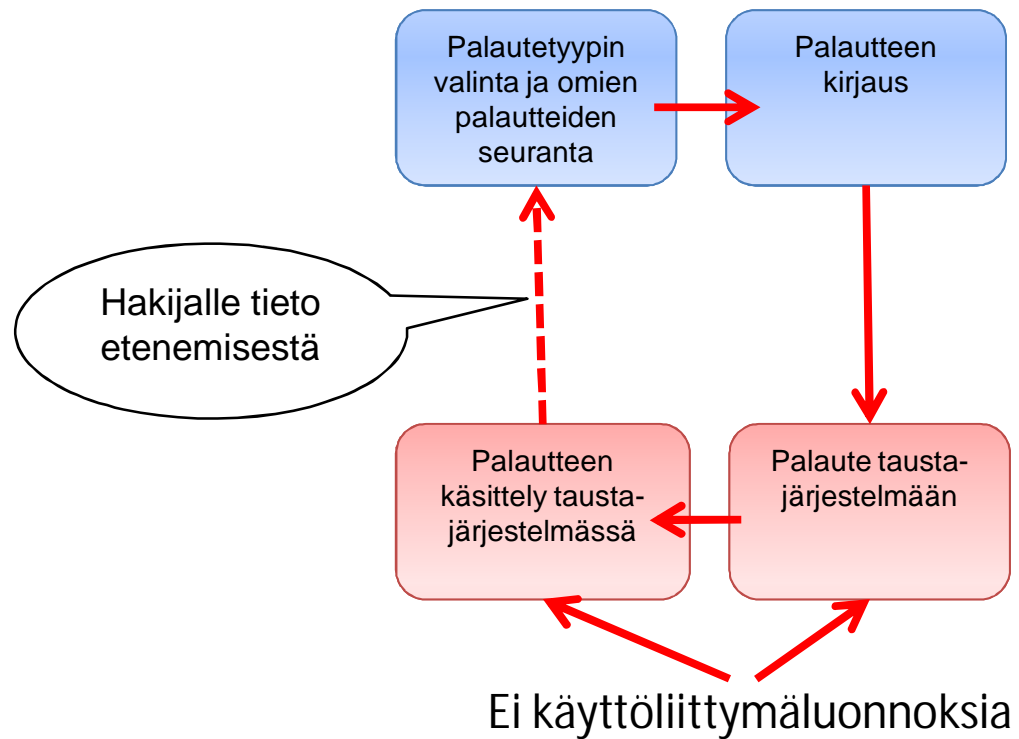 Palautetyypin
valinta ja omien
palautteiden
seuranta
Palautteen
kirjaus
Hakijalle tieto
etenemisestä
Palautteen
käsittely tausta-
järjestelmässä
Palaute tausta-
järjestelmään
Ei käyttöliittymäluonnoksia